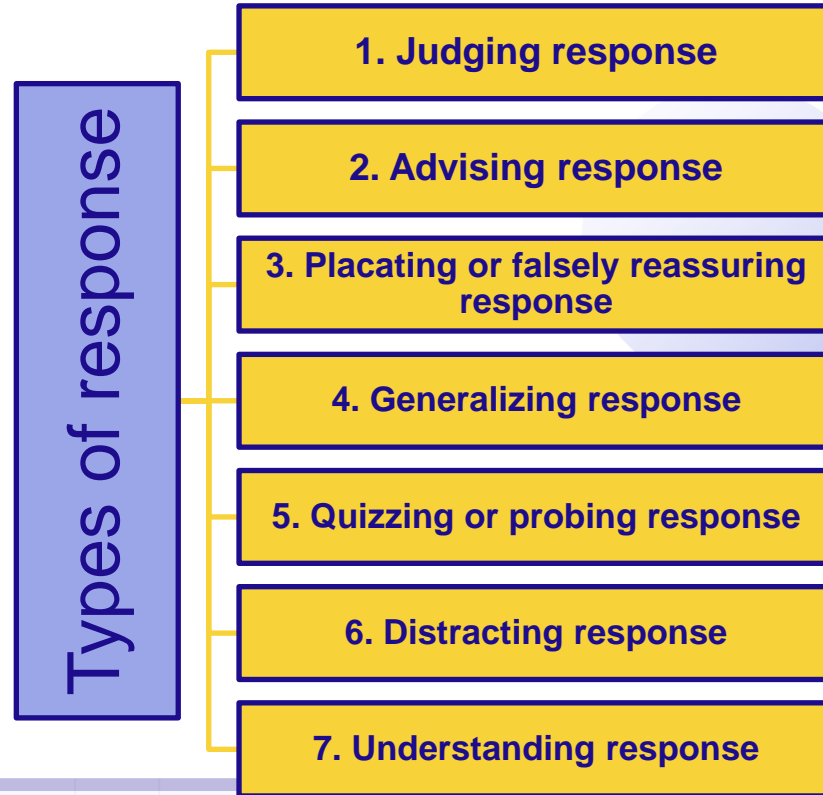 Types of response
1. Judging response
2. Advising response
3. Placating or falsely reassuring
response
4. Generalizing response
5. Quizzing or probing response
6. Distracting response
7. Understanding response